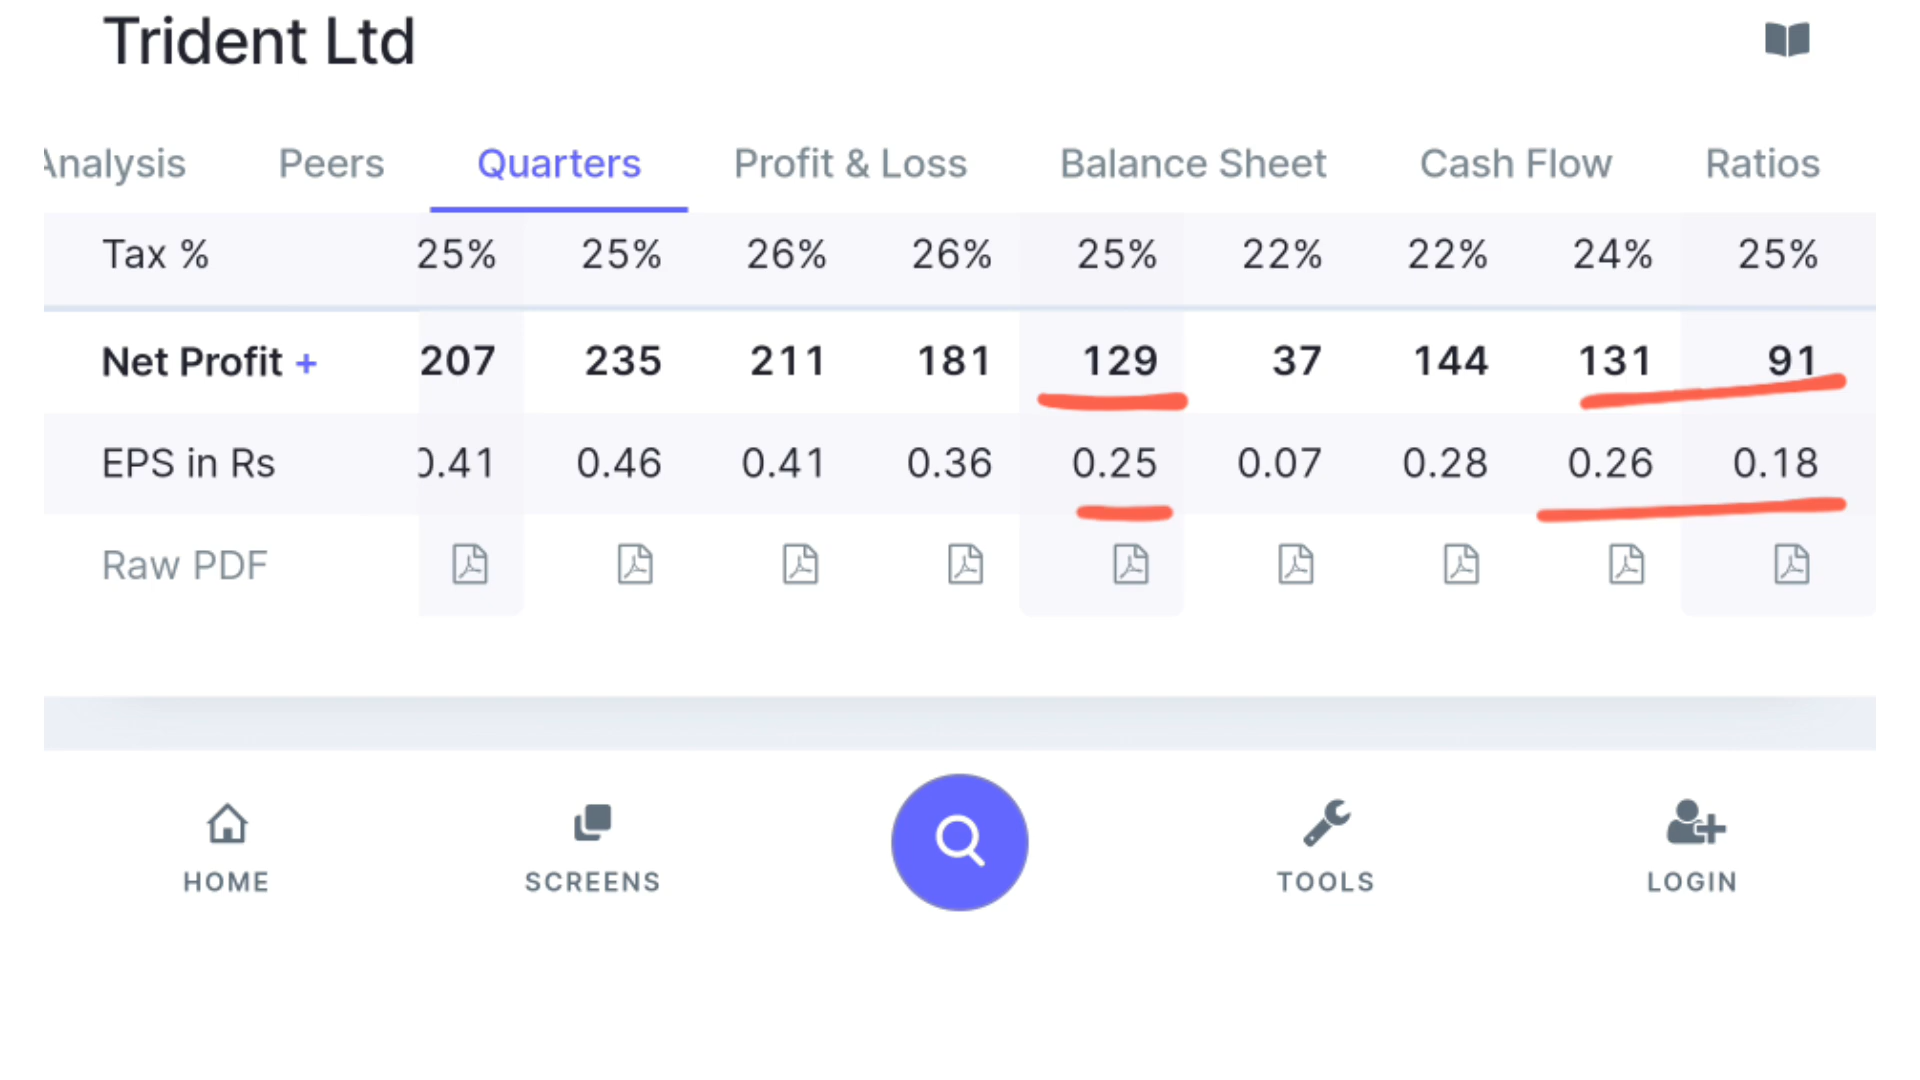 Trident Ltd
Analysis Peers Quarters Profit & Loss Balance Sheet Cash Flow Ratios
Tax % 25% 25% 26% 26% 25% 22% 22% 24% 25%
Net Profit + 207 235 211 181 129 37 144 131 91
EPS in Rs 0.41 0.46 0.41 0.36 0.25 0.07 0.28 0.26 0.18
Raw PDF
HOME SCREENS TOOLS LOGIN